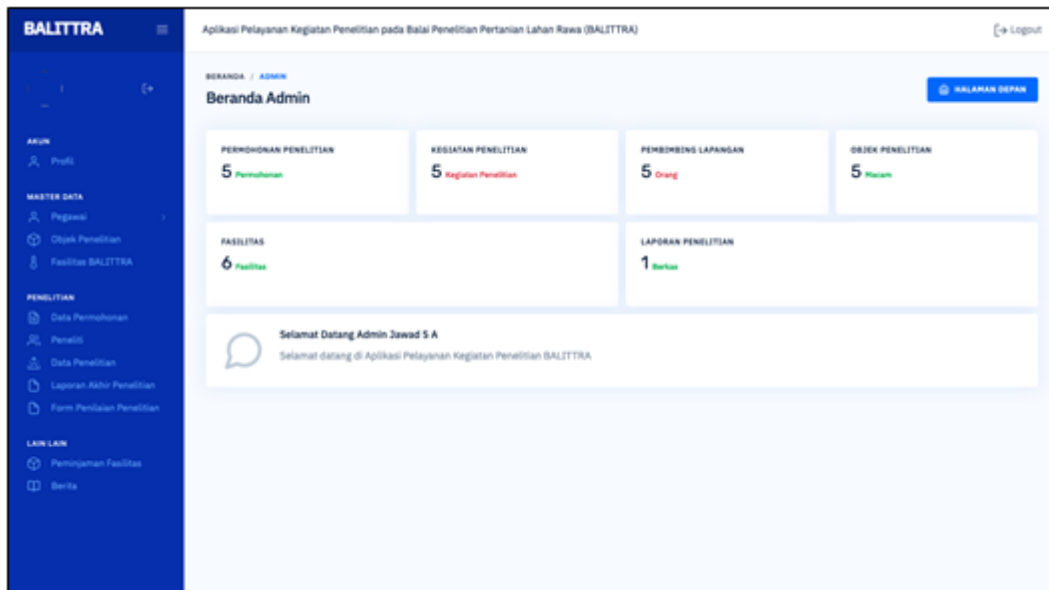 BALITTRA
Aplikasi Pelayanan Kegiatan Penelitian pada Balai Penelitian Pertanian Lahan Rawa (BALITTRA)
Logout
BERANDA / ADMIN
Beranda Admin
HALAMAN DEPAN
AKUN
Profil
MASTER DATA
Pegawai
Objek Penelitian
Fasilitas BALITTRA
PENELITIAN
Data Permohonan
Peneliti
Data Penelitian
Laporan Akhir Penelitian
Form Penilaian Penelitian
LAIN LAIN
Peminjaman Fasilitas
Berita
PERMOHONAN PENELITIAN
5 Permohonan
KEGIATAN PENELITIAN
5 Kegiatan Penelitian
PEMBIMBING LAPANGAN
5 Orang
OBJEK PENELITIAN
5 Macam
FASILITAS
6 Fasilitas
LAPORAN PENELITIAN
1 Berkas
Selamat Datang Admin Jawad S A
Selamat datang di Aplikasi Pelayanan Kegiatan Penelitian BALITTRA